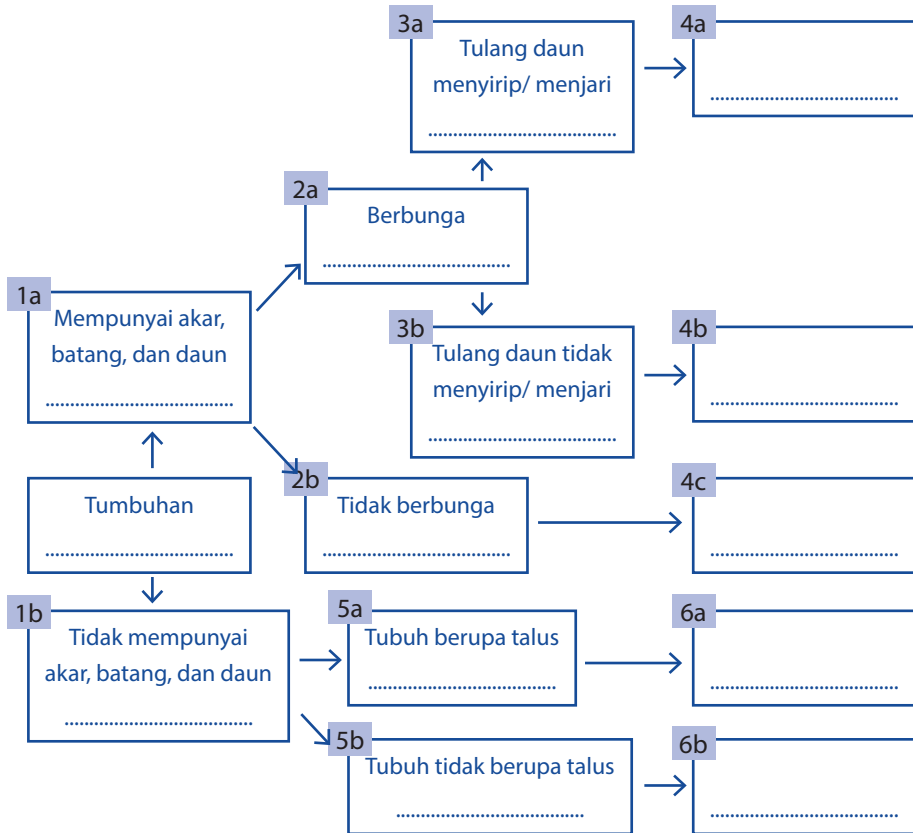 3a
Tulang daun
menyirip/ menjari
....................................
4a
....................................
2a
Berbunga
....................................
1a
Mempunyai akar,
batang, dan daun
....................................
3b
Tulang daun tidak
menyirip/ menjari
....................................
4b
....................................
Tumbuhan
....................................
2b
Tidak berbunga
....................................
4c
....................................
1b
Tidak mempunyai
akar, batang, dan daun
....................................
5a
Tubuh berupa talus
....................................
6a
....................................
5b
Tubuh tidak berupa talus
....................................
6b
....................................